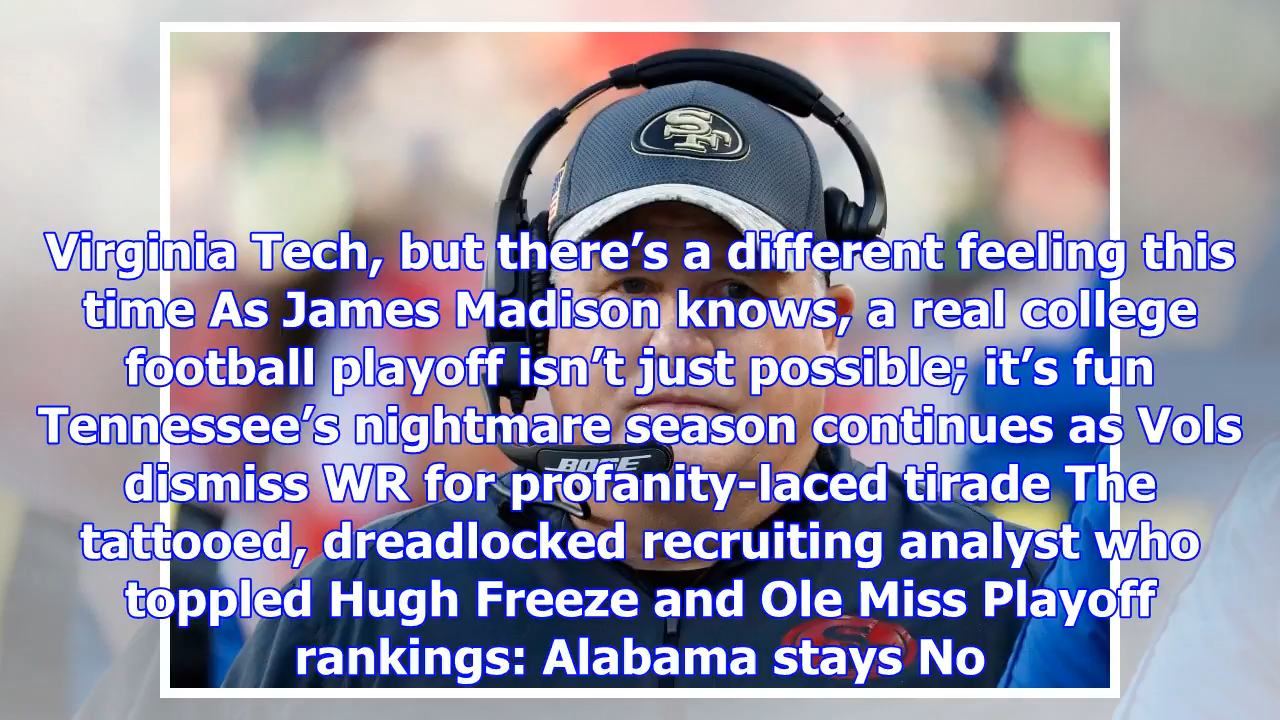 SF
Virginia Tech, but there’s a different feeling this
time As James Madison knows, a real college
football playoff isn’t just possible; it’s fun
Tennessee’s nightmare season continues as Vols
BOSE
dismiss WR for profanity-laced tirade The
tattooed, dreadlocked recruiting analyst who
toppled Hugh Freeze and Ole Miss Playoff
rankings: Alabama stays No